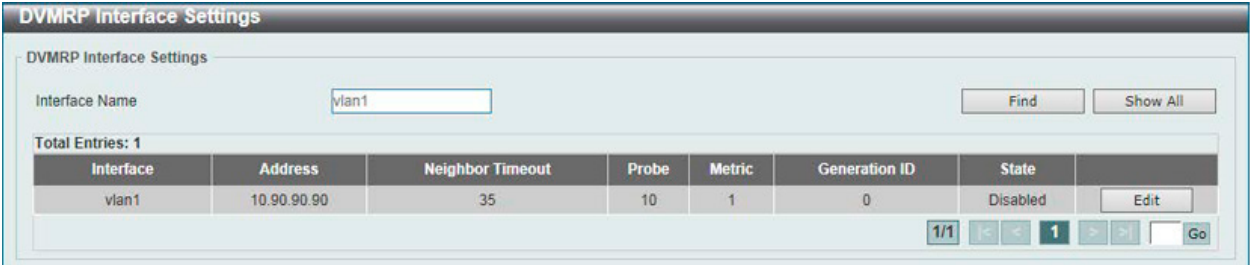 DVMRP Interface Settings
DVMRP Interface Settings
Interface Name vlan1 Find Show All
Total Entries: 1
Interface Address Neighbor Timeout Probe Metric Generation ID State
vlan1 10.90.90.90 35 10 1 0 Disabled Edit
1/1 |< < 1 > >| Go